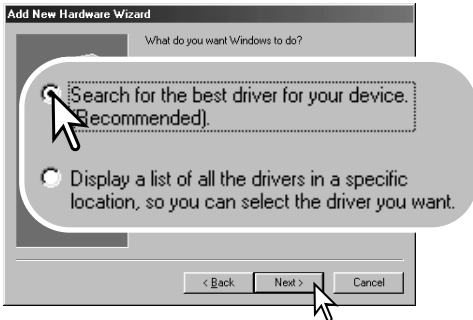 Add New Hardware Wizard
What do you want Windows to do?
Search for the best driver for your device.
(Recommended).
Display a list of all the drivers in a specific
location, so you can select the driver you want.
< Back
Next >
Cancel